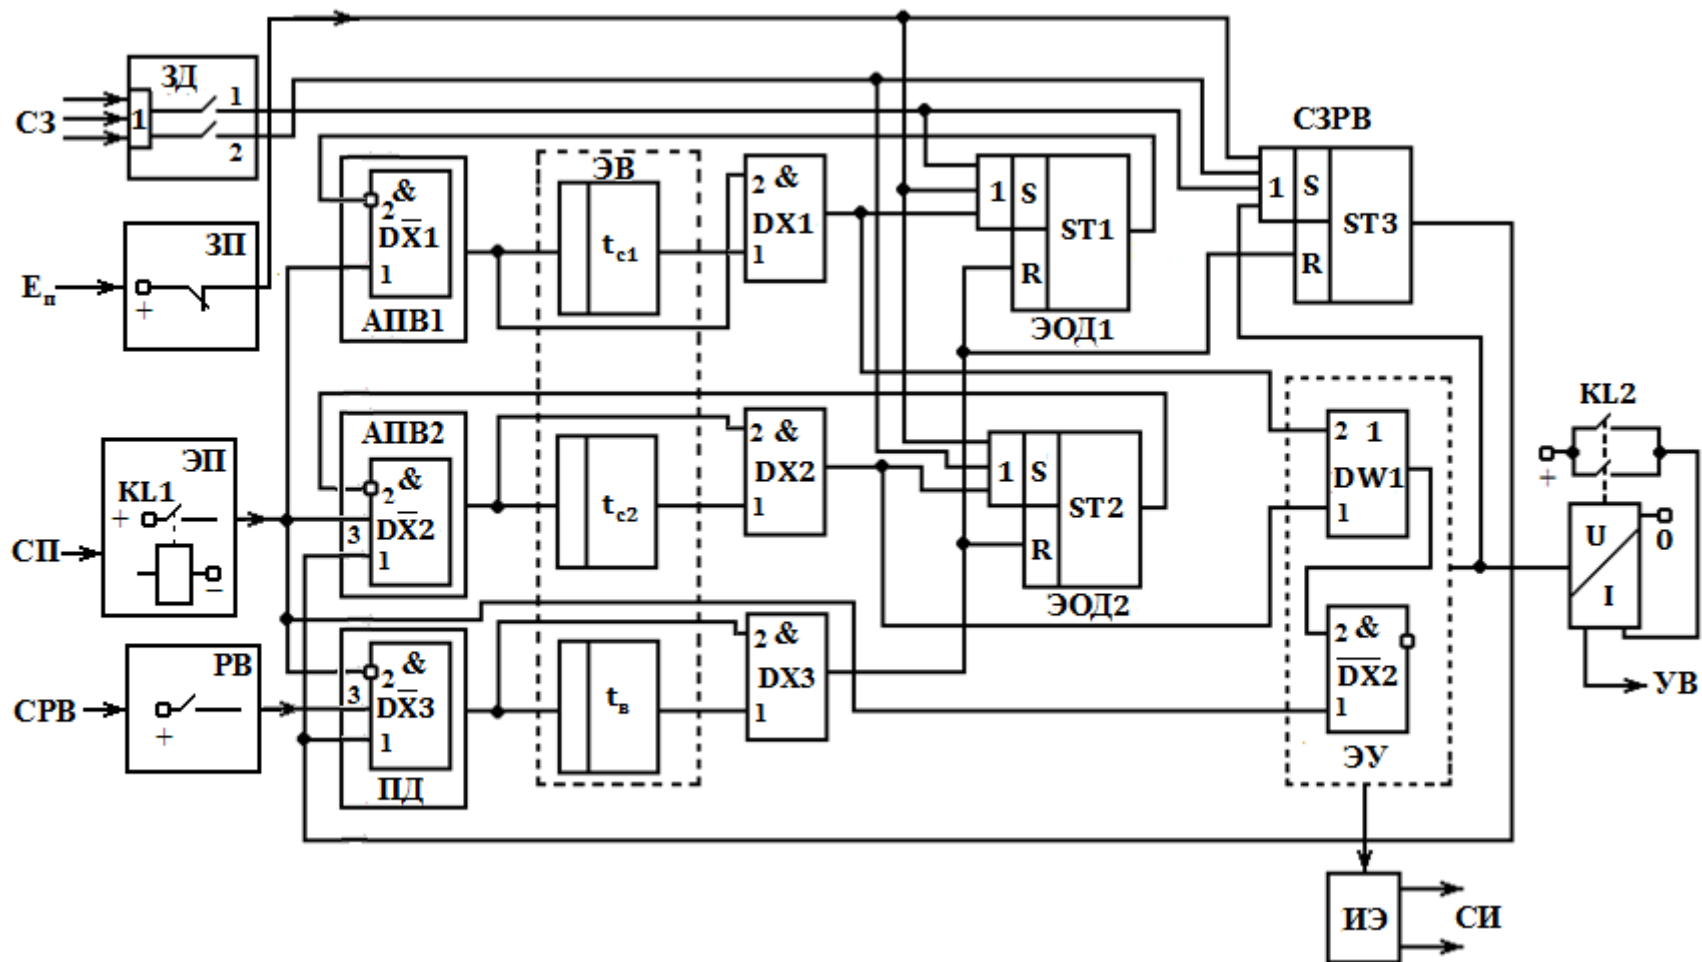 ЗД
СЗ
1
1
2
ЗП
Еп
+
ЭП
KL1
+
−
СП
РВ
СРВ
+
&
2
DX1
1
АПВ1
АПВ2
&
2
3
DX2
1
&
2
3
DX3
1
ПД
ЭВ
tс1
tс2
tв
2 &
DX1
1
2 &
DX2
1
2 &
DX3
1
1
S
R
ST1
ЭОД1
1
S
R
ST2
ЭОД2
СЗРВ
1
S
R
ST3
2 1
DW1
1
2 &
DX2
1
ЭУ
KL2
+
U
I
0
УВ
ИЭ
СИ